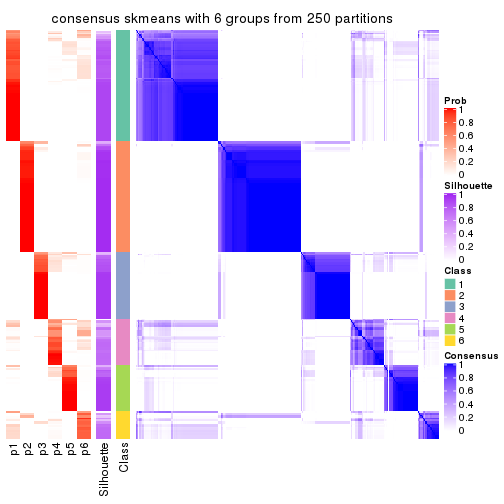 consensus skmeans with 6 groups from 250 partitions
Prob
1
0.8
0.6
0.4
0.2
0
Silhouette
1
0.8
0.6
0.4
0.2
0
Class
1
2
3
4
5
6
Consensus
1
0.8
0.6
0.4
0.2
0
p1
p2
p3
p4
p5
p6
Silhouette
Class